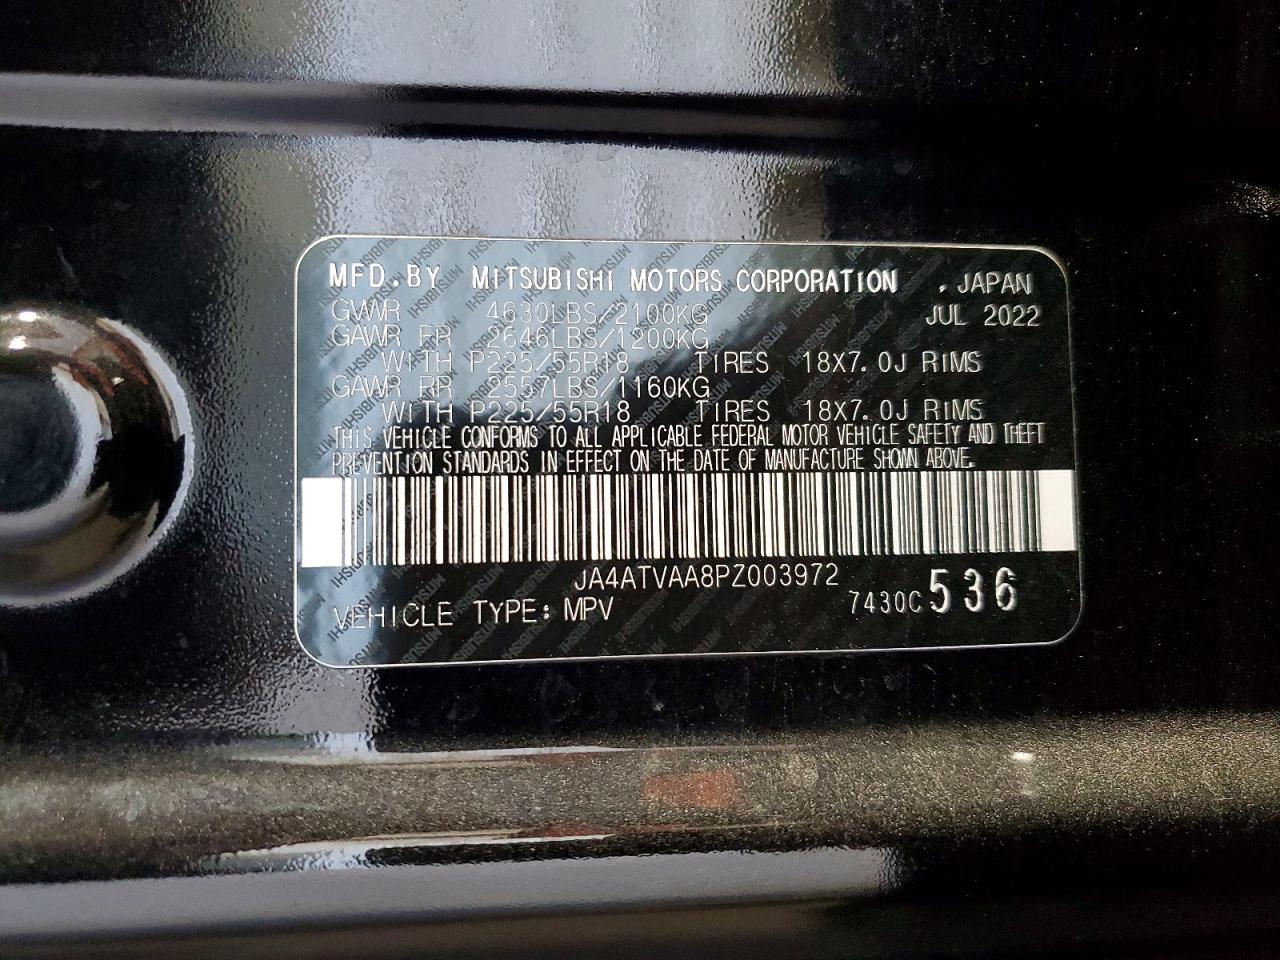 MFD.BY MITSUBISHI MOTORS CORPORATION , JAPAN
GVWR 4630LBS/2100KG JUL 2022
GAWR FR 2646LBS/1200KG
WITH P225/55R18 TIRES 18X7.0J RIMS
GAWR RR 2557LBS/1160KG
WITH P225/55R18 TIRES 18X7.0J RIMS
THIS VEHICLE CONFORMS TO ALL APPLICABLE FEDERAL MOTOR VEHICLE SAFETY AND THEFT
PREVENTION STANDARDS IN EFFECT ON THE DATE OF MANUFACTURE SHOWN ABOVE.
JA4ATVAA8PZ003972
VEHICLE TYPE: MPV 7430C 536